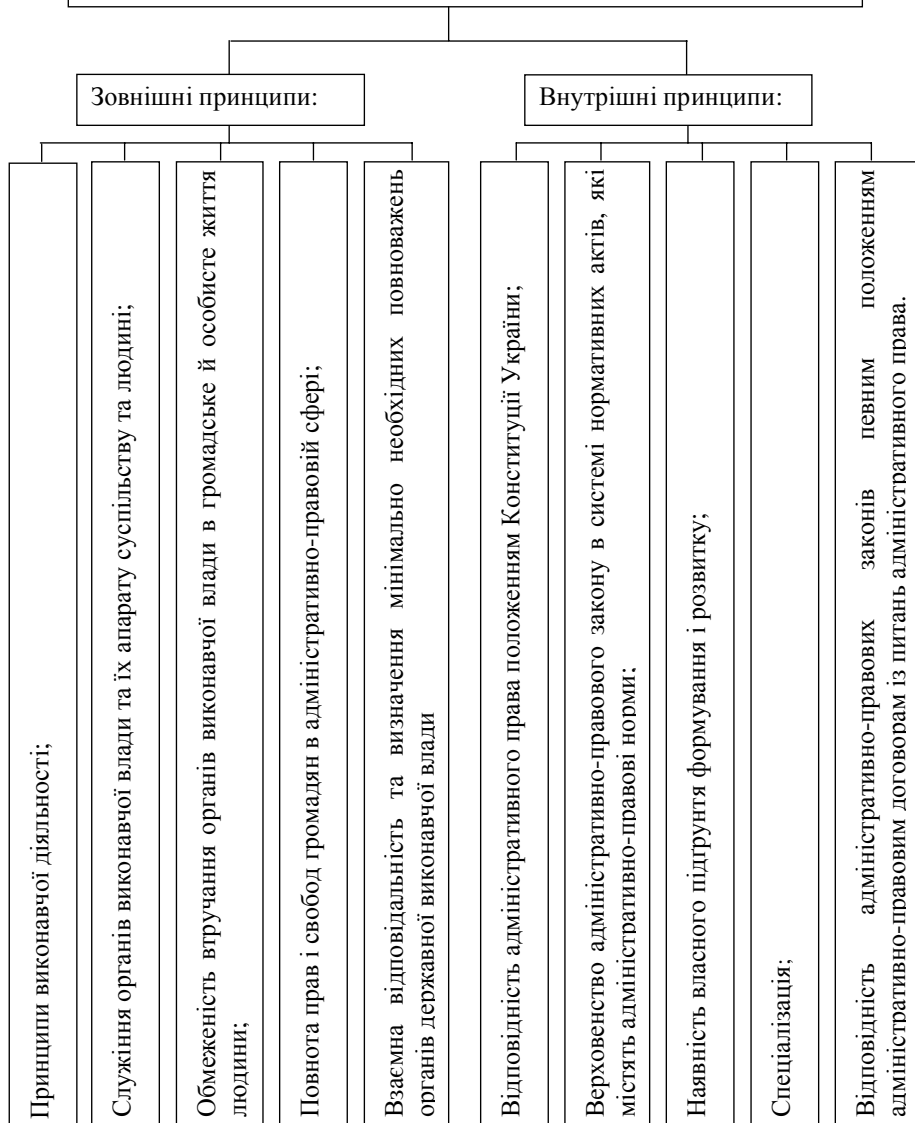 Зовнішні принципи:
Внутрішні принципи:
Принципи виконавчої діяльності;
Служіння органів виконавчої влади та їх апарату суспільству та людині;
Обмеженість втручання органів виконавчої влади в громадське й особисте життя
людини;
Повнота прав і свобод громадян в адміністративно-правовій сфері;
Взаємна відповідальність та визначення мінімально необхідних повноважень
органів державної виконавчої влади
Відповідність адміністративного права положенням Конституції України;
Верховенство адміністративно-правового закону в системі нормативних актів, які
містять адміністративно-правові норми;
Наявність власного підґрунтя формування і розвитку;
Спеціалізація;
Відповідність адміністративно-правових законів певним положенням
адміністративно-правовим договорам із питань адміністративного права.